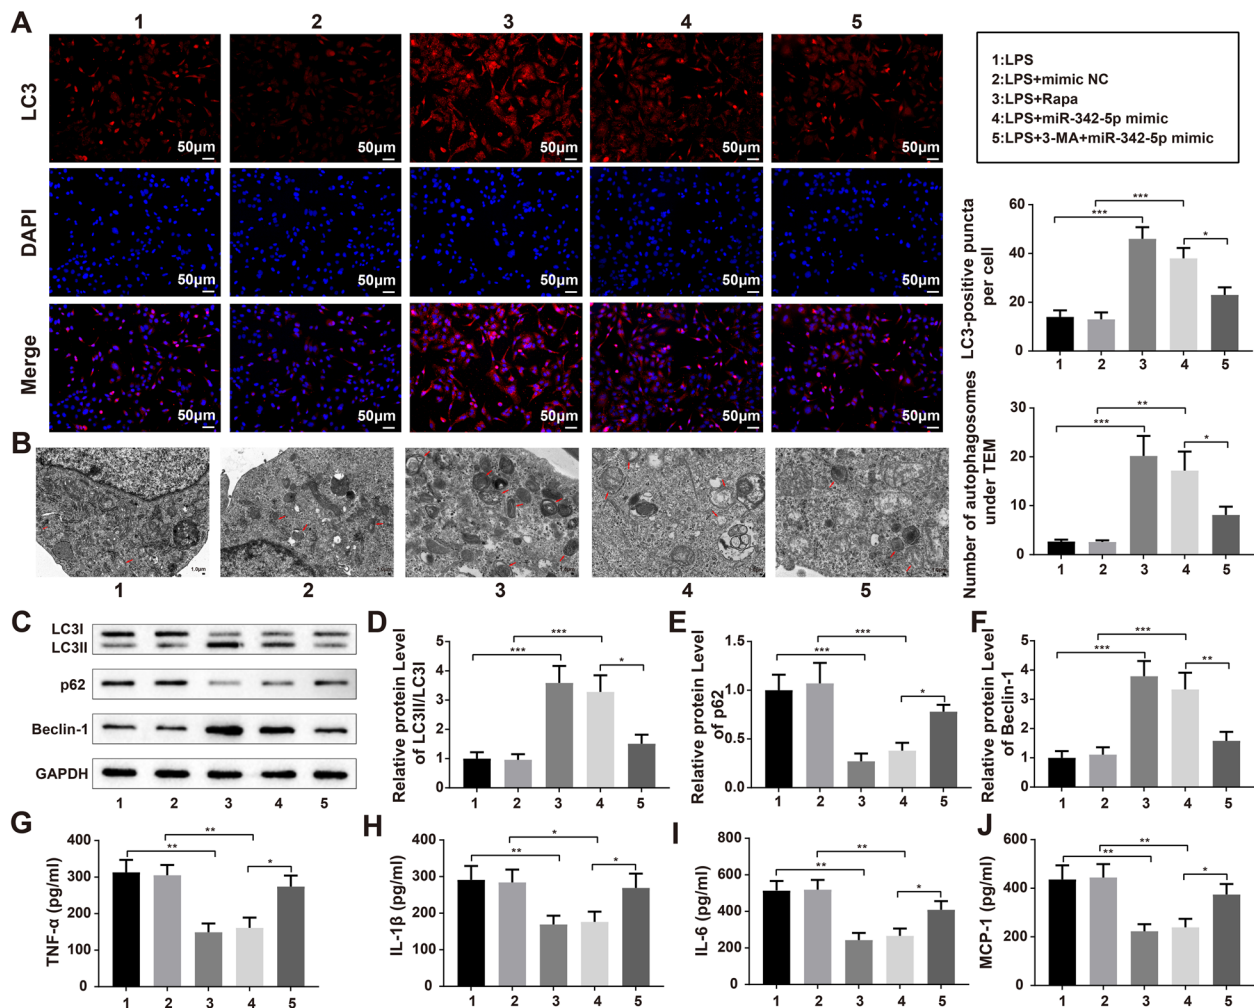 A
1 2 3 4 5
LC3
50μm 50μm 50μm 50μm 50μm
DAPI
50μm 50μm 50μm 50μm 50μm
Merge
50μm 50μm 50μm 50μm 50μm
1:LPS
2:LPS+mimic NC
3:LPS+Rapa
4:LPS+miR-342-5p mimic
5:LPS+3-MA+miR-342-5p mimic
LC3-positive puncta
per cell
60
40
20
0
***
***
*
1 2 3 4 5
B
1.0μm 1.0μm
1 2 3 4 5
Number of autophagosomes
under TEM
30
20
10
0
**
***
*
1 2 3 4 5
C
LC3I
LC3II
p62
Beclin-1
GAPDH
1 2 3 4 5
D
Relative protein Level
of LC3II/LC3I
5
4
3
2
1
0
***
***
*
1 2 3 4 5
E
Relative protein Level
of p62
1.5
1.0
0.5
0.0
***
***
*
1 2 3 4 5
F
Relative protein Level
of Beclin-1
5
4
3
2
1
0
***
***
**
1 2 3 4 5
G
TNF-α (pg/ml)
400
300
200
100
0
**
**
*
1 2 3 4 5
H
IL-1β (pg/ml)
400
300
200
100
0
*
**
*
1 2 3 4 5
I
IL-6 (pg/ml)
800
600
400
200
0
**
**
*
1 2 3 4 5
J
MCP-1 (pg/ml)
600
400
200
0
**
**
*
1 2 3 4 5